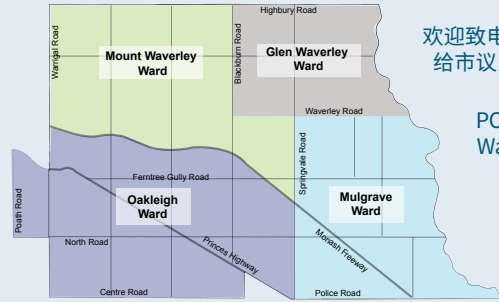 Highbury Road
欢迎致电
给市议
Warrigal Road
Mount Waverley
Ward
Blackburn Road
Glen Waverley
Ward
Waverley Road
PO
Wa
Springvale Road
Ferntree Gully Road
Poath Road
Oakleigh
Ward
Mulgrave
Ward
North Road
Princes Highway
Monash Freeway
Centre Road
Police Road